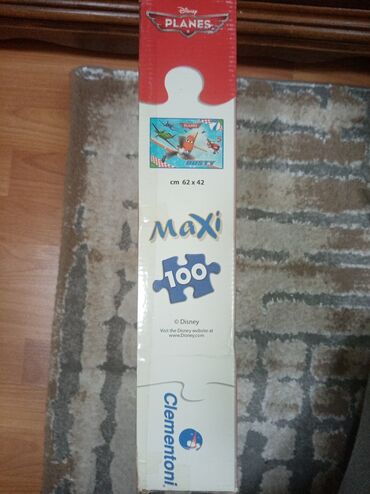 Disney
PLANES
DUSTY
cm 62 x 42
Maxi
100
© Disney
Visit the Disney website at
www.Disney.com
Clementoni